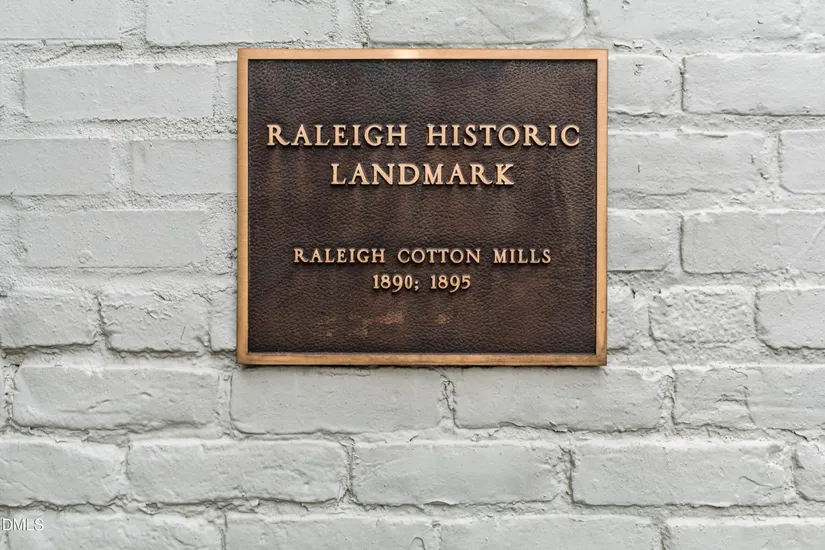 RALEIGH HISTORIC
LANDMARK
RALEIGH COTTON MILLS
1890; 1895
DMLS